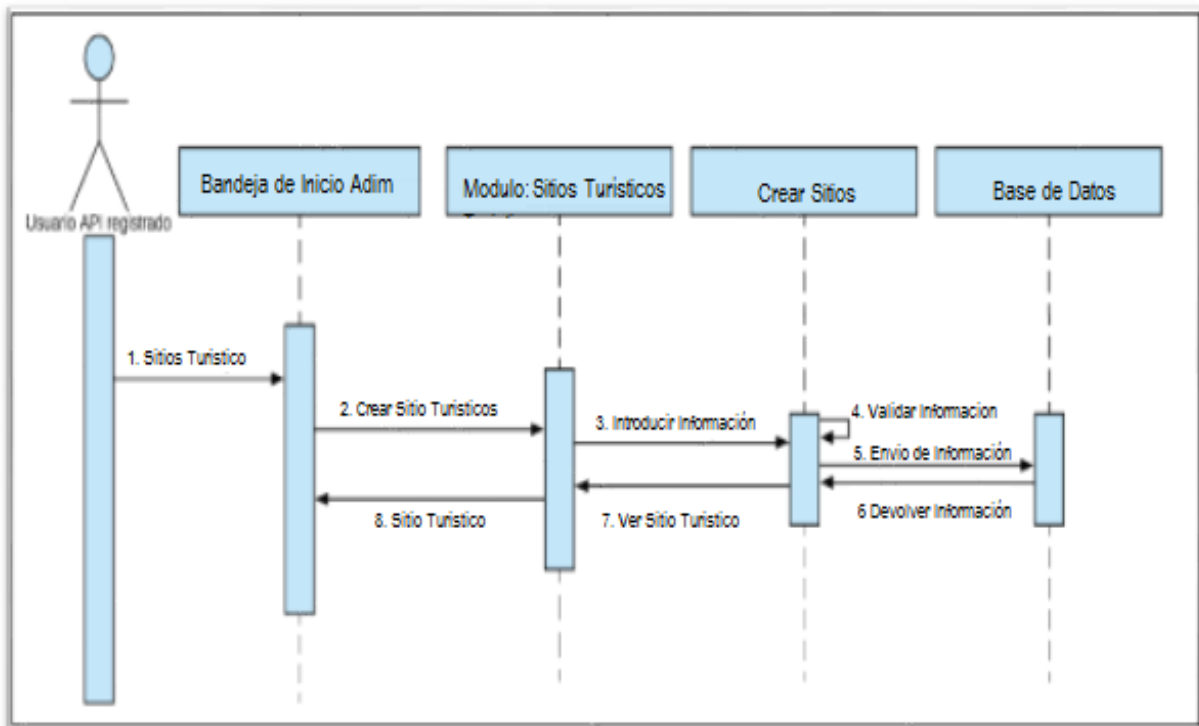 Usuario API registrado
Bandeja de Inicio Adim
Modulo: Sitios Turísticos
Crear Sitios
Base de Datos
1. Sitios Turistico
2. Crear Sitio Turisticos
3. Introducir Información
4. Validar Informacion
5. Envio de Información
6 Devolver Información
7. Ver Sitio Turistico
8. Sitio Turistico